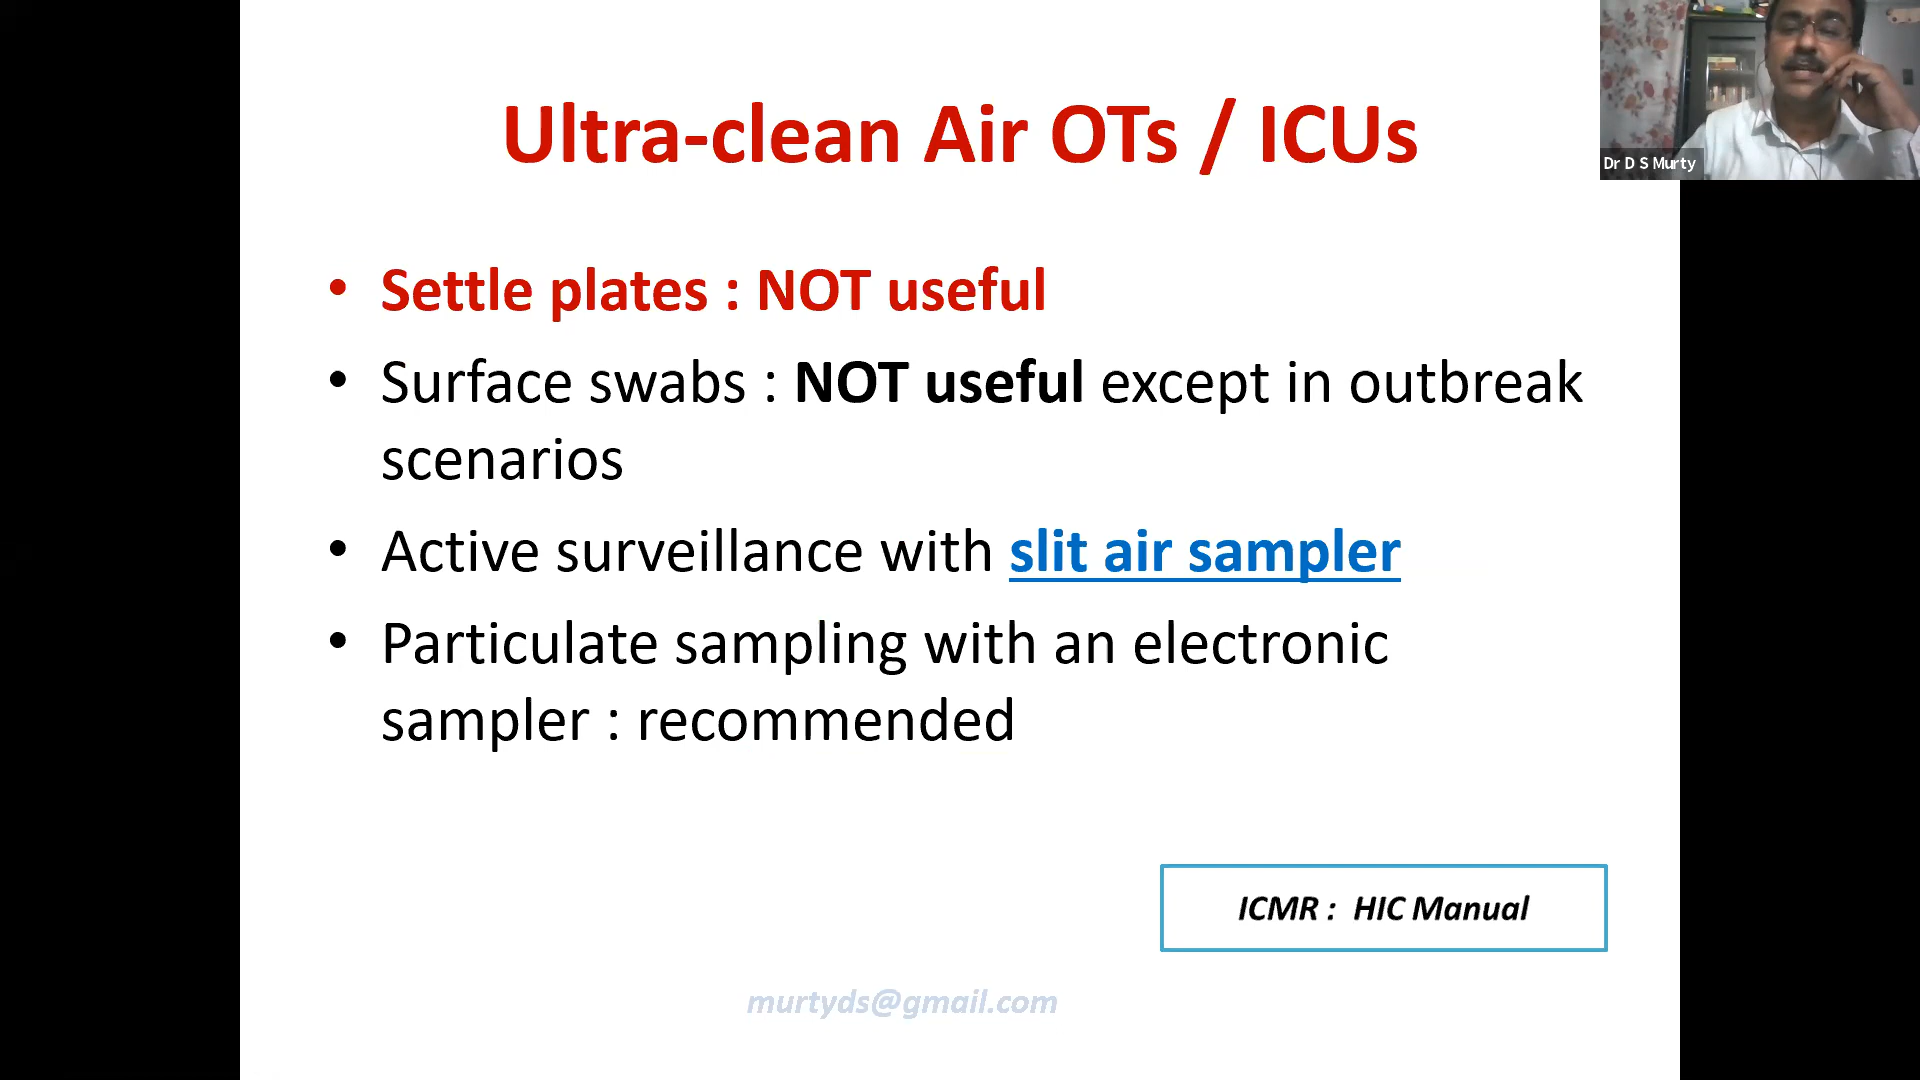 Ultra-clean Air OTs / ICUs
Dr D S Murty
• Settle plates : NOT useful
• Surface swabs : NOT useful except in outbreak
scenarios
• Active surveillance with slit air sampler
• Particulate sampling with an electronic
sampler : recommended
ICMR : HIC Manual
murtyds@gmail.com